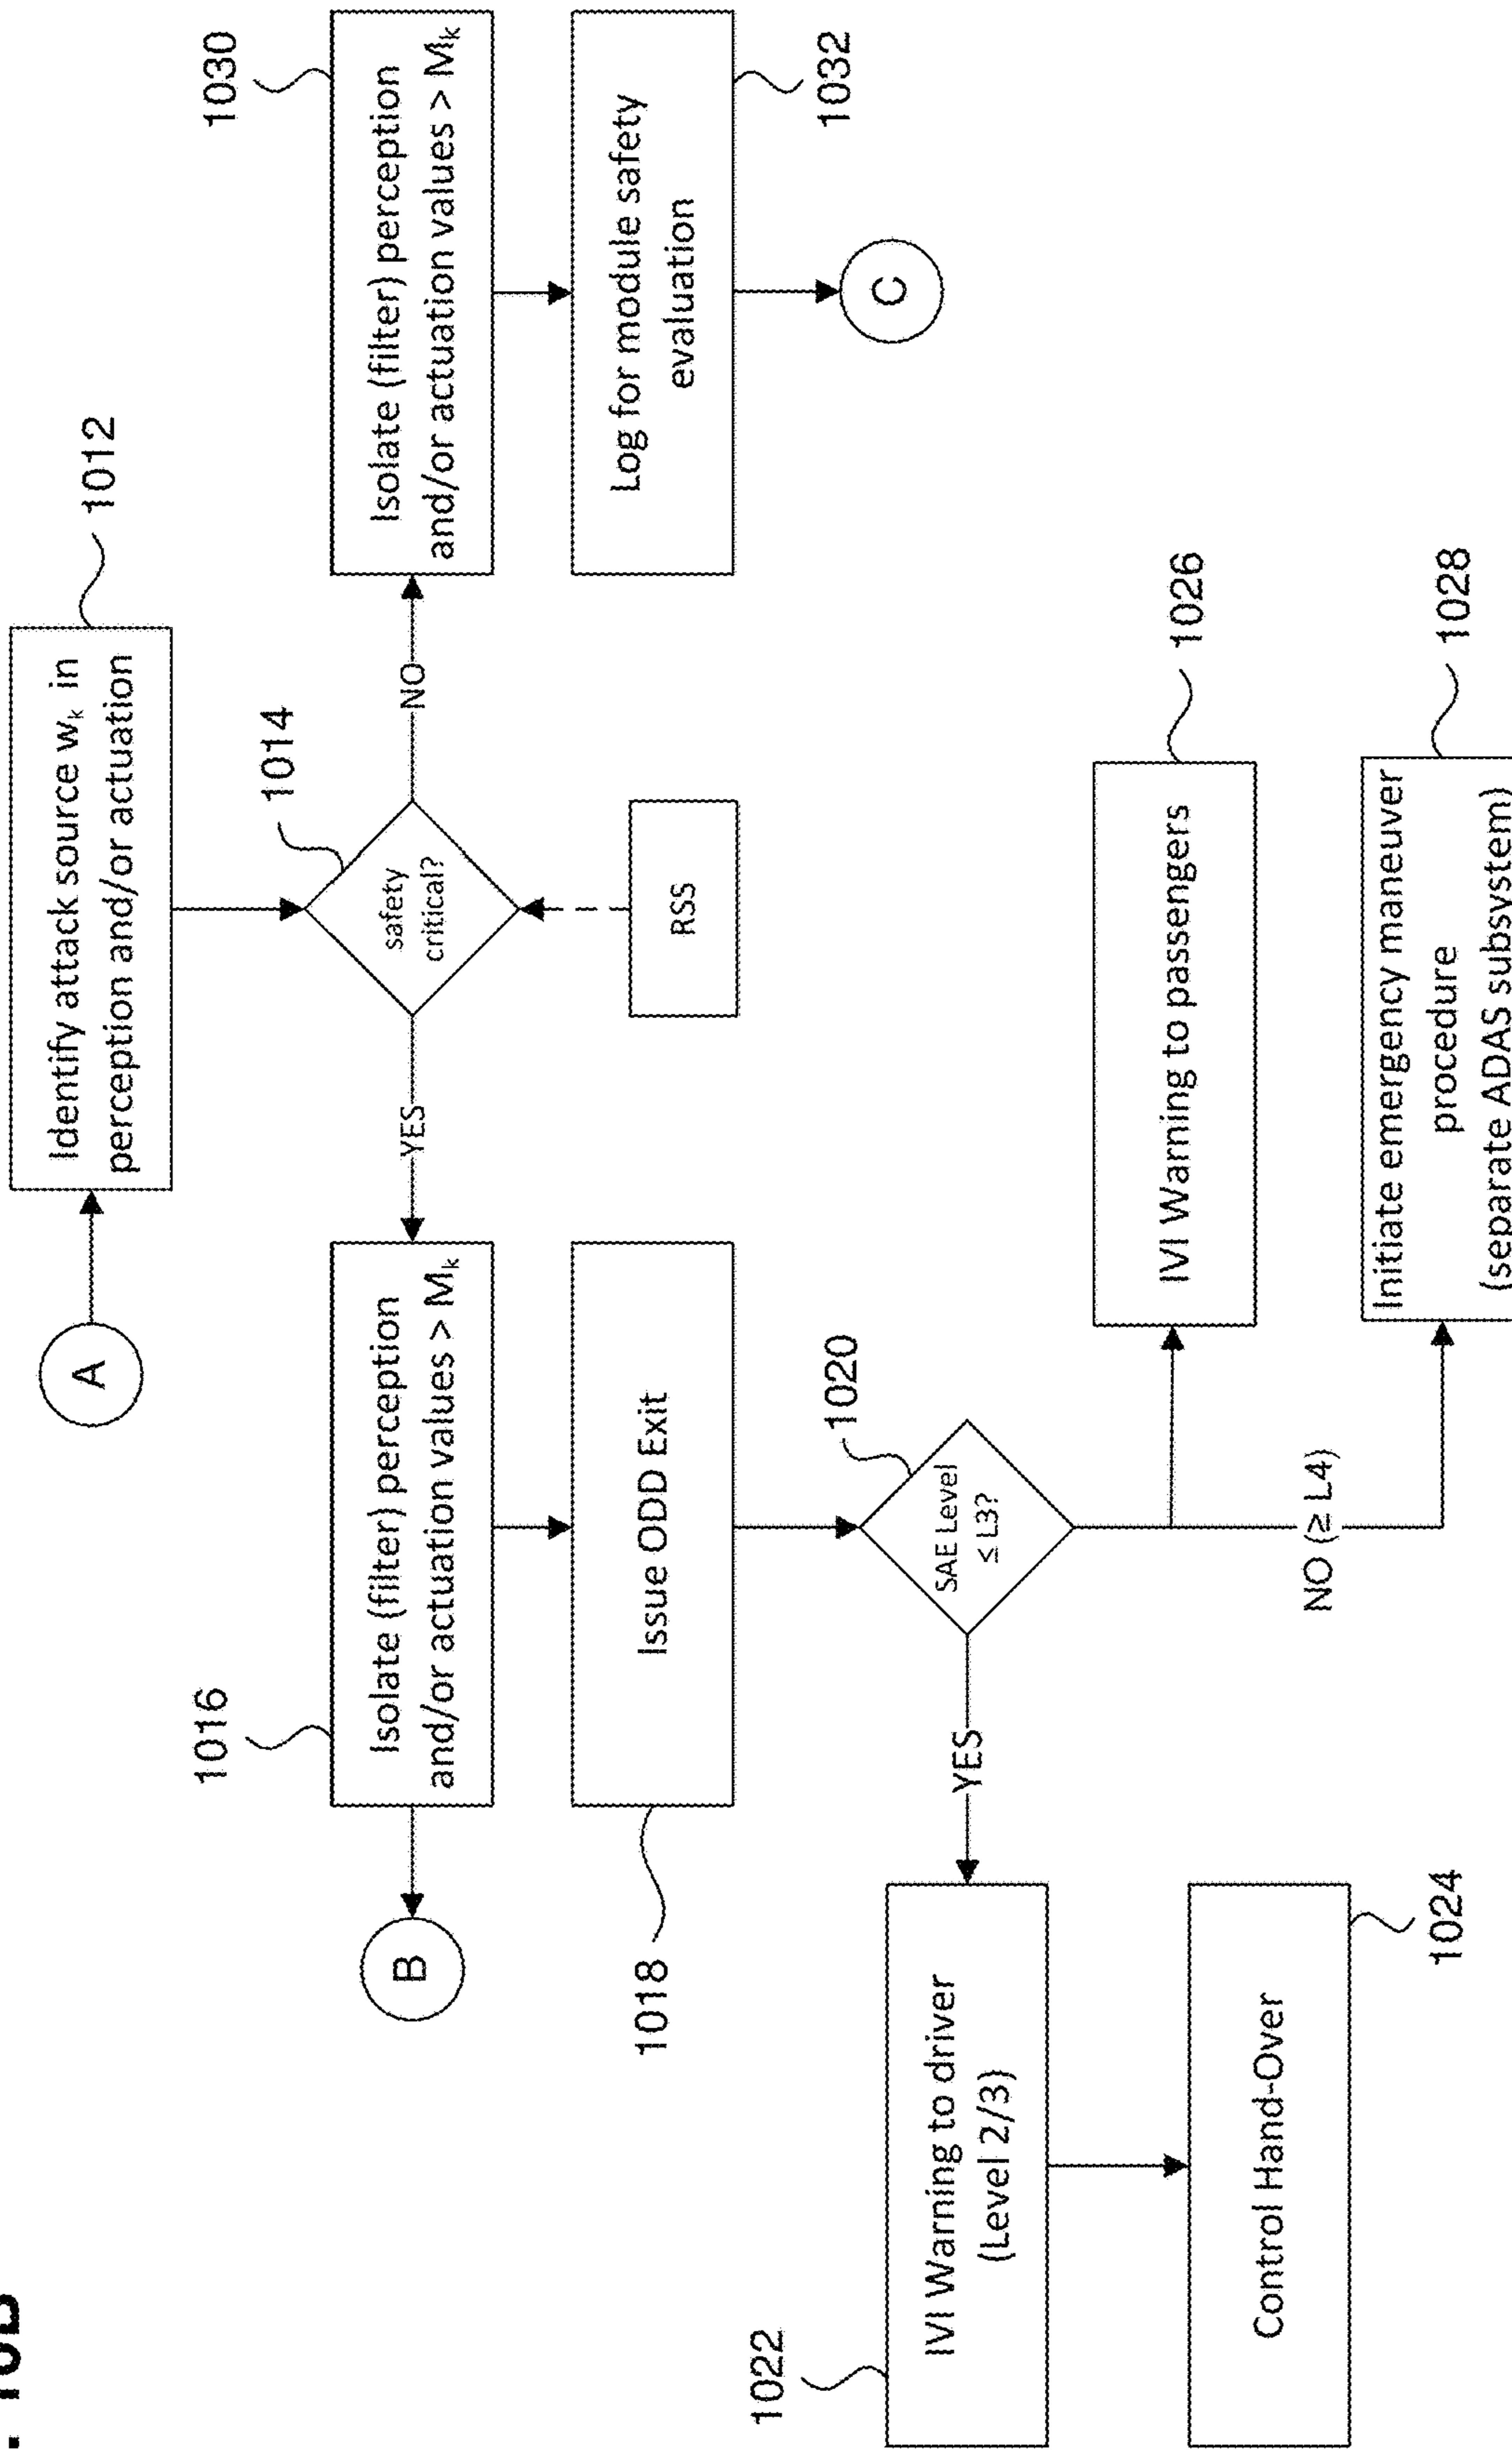 . 10B
A
Identify attack source wₖ in
perception and/or actuation
1012
1014
safety
critical?
YES
NO
RSS
1016
Isolate (filter) perception
and/or actuation values > Mₖ
B
1030
Isolate (filter) perception
and/or actuation values > Mₖ
1018
Issue ODD Exit
Log for module safety
evaluation
1032
C
1020
SAE Level
≤ L3?
YES
NO (≥ L4)
1022
IVI Warning to driver
(Level 2/3)
Control Hand-Over
1024
IVI Warning to passengers
1026
Initiate emergency maneuver
procedure
(separate ADAS subsystem)
1028